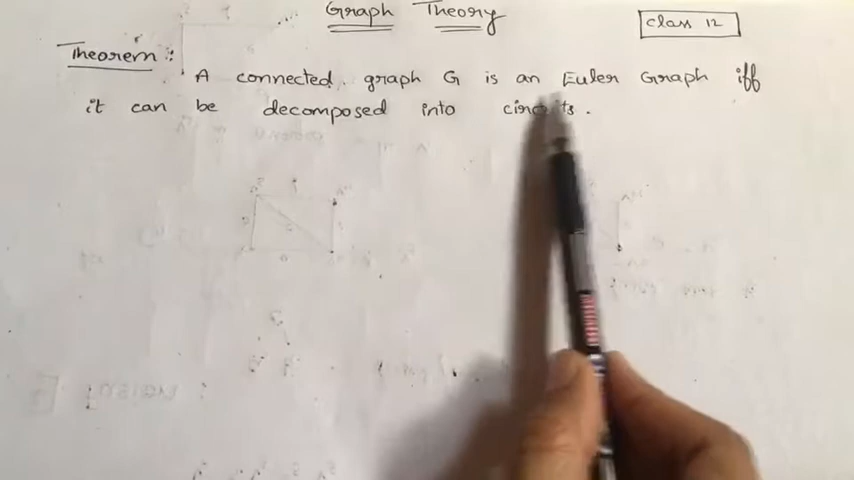 Graph Theory
class 12
Theorem :
A connected graph G is an Euler Graph iff
it can be decomposed into circuits.